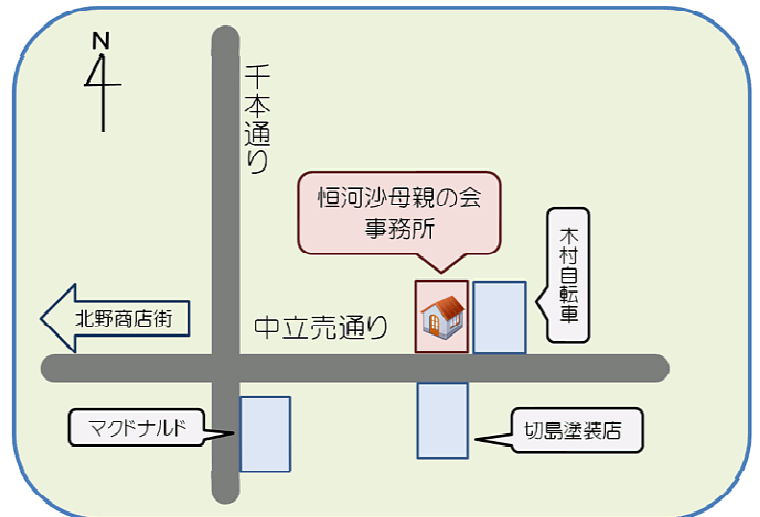 N
千本通り
恒河沙母親の会
事務所
木村自転車
北野商店街
中立売通り
マクドナルド
切島塗装店